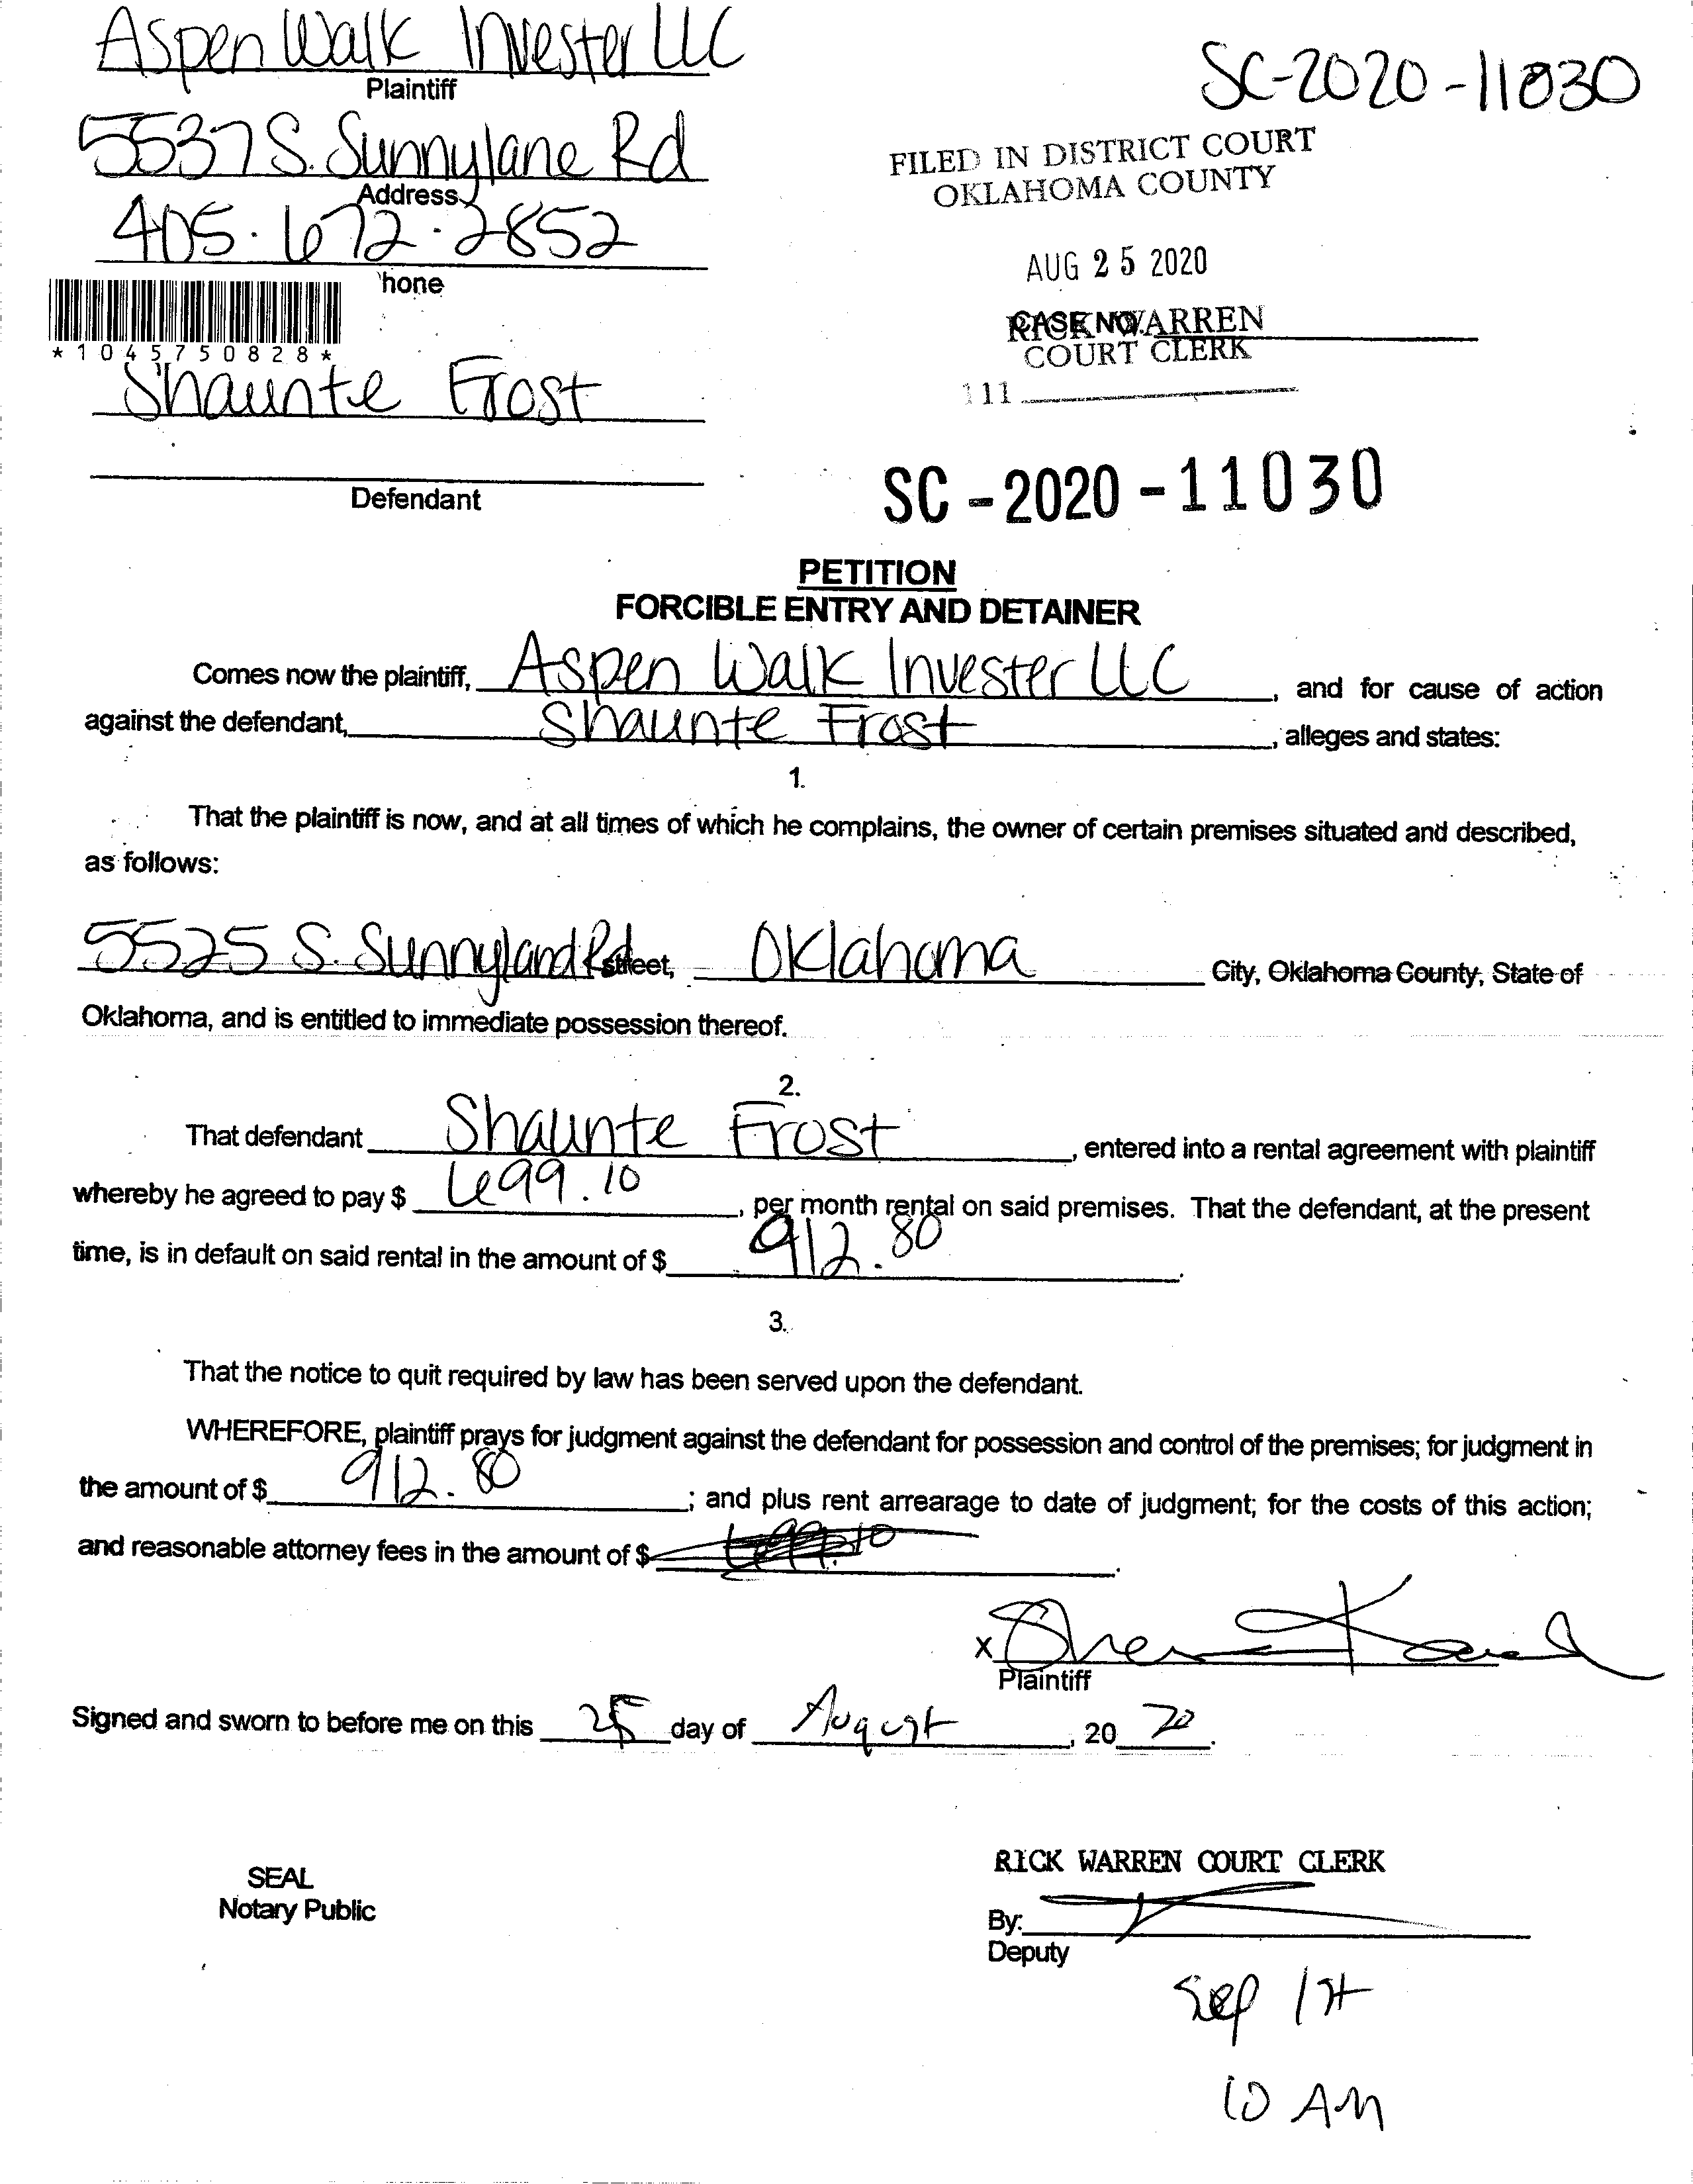 Aspen Walk Invester LLC
Plaintiff
SC-2020-11030
5537 S. Sunnylane Rd
Address
FILED IN DISTRICT COURT
OKLAHOMA COUNTY
405.672.2852
hone
AUG 25 2020
*1045750828*
RICK WARREN
CASE NO.
COURT CLERK
111
Shaunte Frost
Defendant
SC-2020-11030
PETITION
FORCIBLE ENTRY AND DETAINER
Comes now the plaintiff, Aspen Walk Invester LLC, and for cause of action
against the defendant, Shaunte Frost, alleges and states:
1.
That the plaintiff is now, and at all times of which he complains, the owner of certain premises situated and described,
as follows:
5525 S. Sunnyland Rd street, Oklahoma City, Oklahoma County, State of
Oklahoma, and is entitled to immediate possession thereof.
2.
That defendant Shaunte Frost, entered into a rental agreement with plaintiff
whereby he agreed to pay $ 699.10, per month rental on said premises. That the defendant, at the present
time, is in default on said rental in the amount of $ 912.80.
3.
That the notice to quit required by law has been served upon the defendant.
WHEREFORE, plaintiff prays for judgment against the defendant for possession and control of the premises; for judgment in
the amount of $ 912.80; and plus rent arrearage to date of judgment; for the costs of this action;
and reasonable attorney fees in the amount of $
X
Plaintiff
Signed and sworn to before me on this 25 day of August, 20 20.
SEAL
Notary Public
RICK WARREN COURT CLERK
By:
Deputy
Sep 1st
10 AM